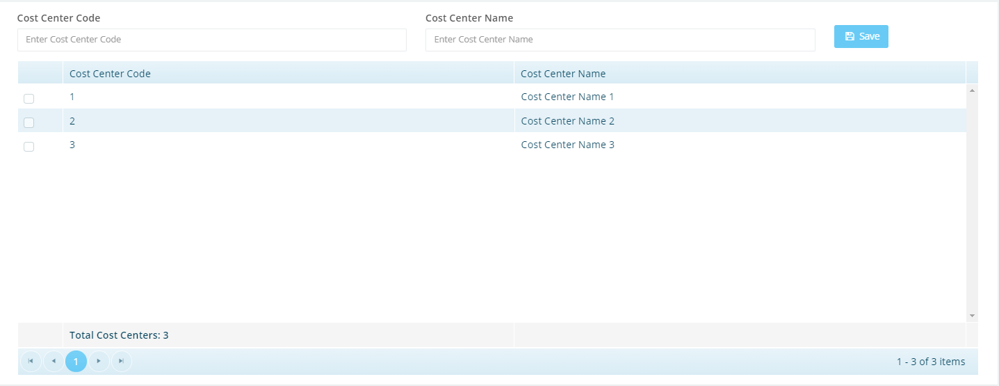 Cost Center Code Cost Center Name
Enter Cost Center Code Enter Cost Center Name Save
Cost Center Code Cost Center Name
1 Cost Center Name 1
2 Cost Center Name 2
3 Cost Center Name 3
Total Cost Centers: 3
1 1 - 3 of 3 items